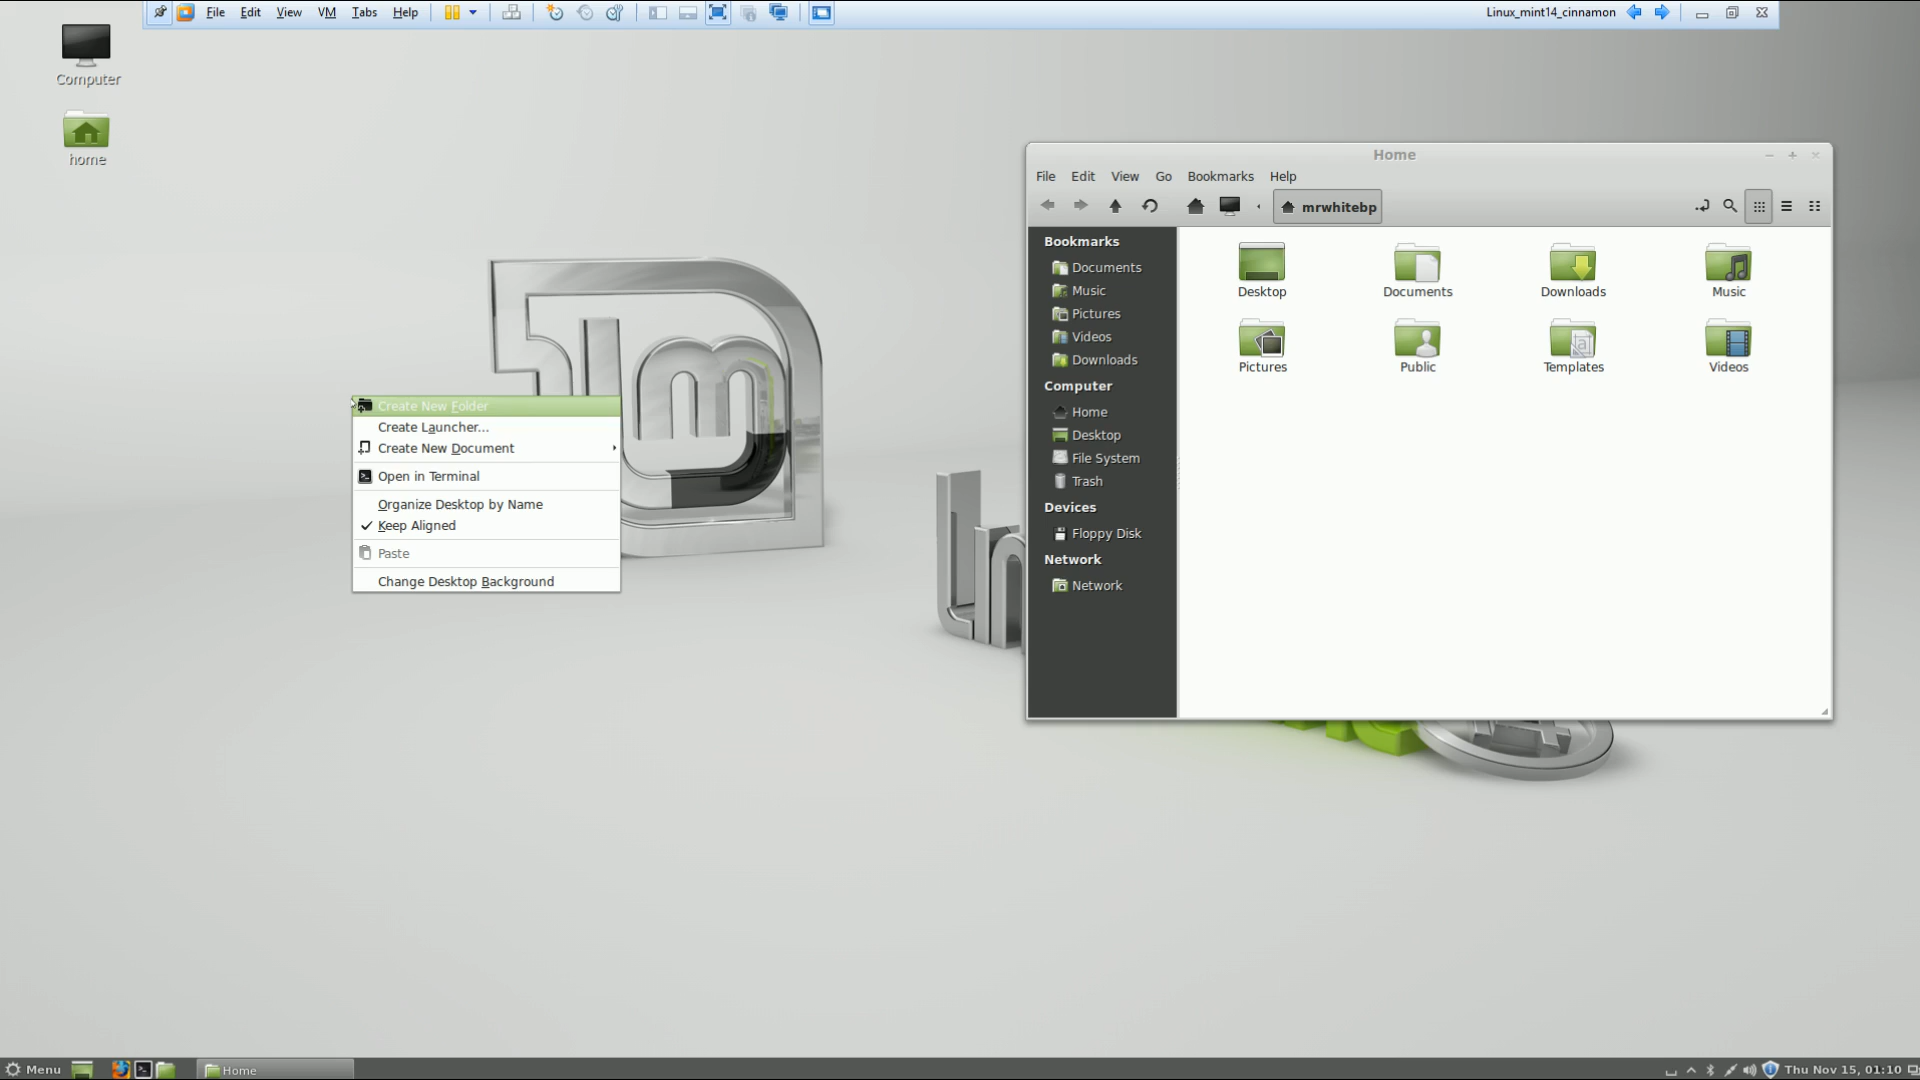 File Edit View VM Tabs Help
Linux_mint14_cinnamon
Computer
home
Create New Folder
Create Launcher...
Create New Document
Open in Terminal
Organize Desktop by Name
Keep Aligned
Paste
Change Desktop Background
Home
File Edit View Go Bookmarks Help
mrwhitebp
Bookmarks
Documents
Music
Pictures
Videos
Downloads
Computer
Home
Desktop
File System
Trash
Devices
Floppy Disk
Network
Network
Desktop Documents Downloads Music
Pictures Public Templates Videos
Menu Home Thu Nov 15, 01:10